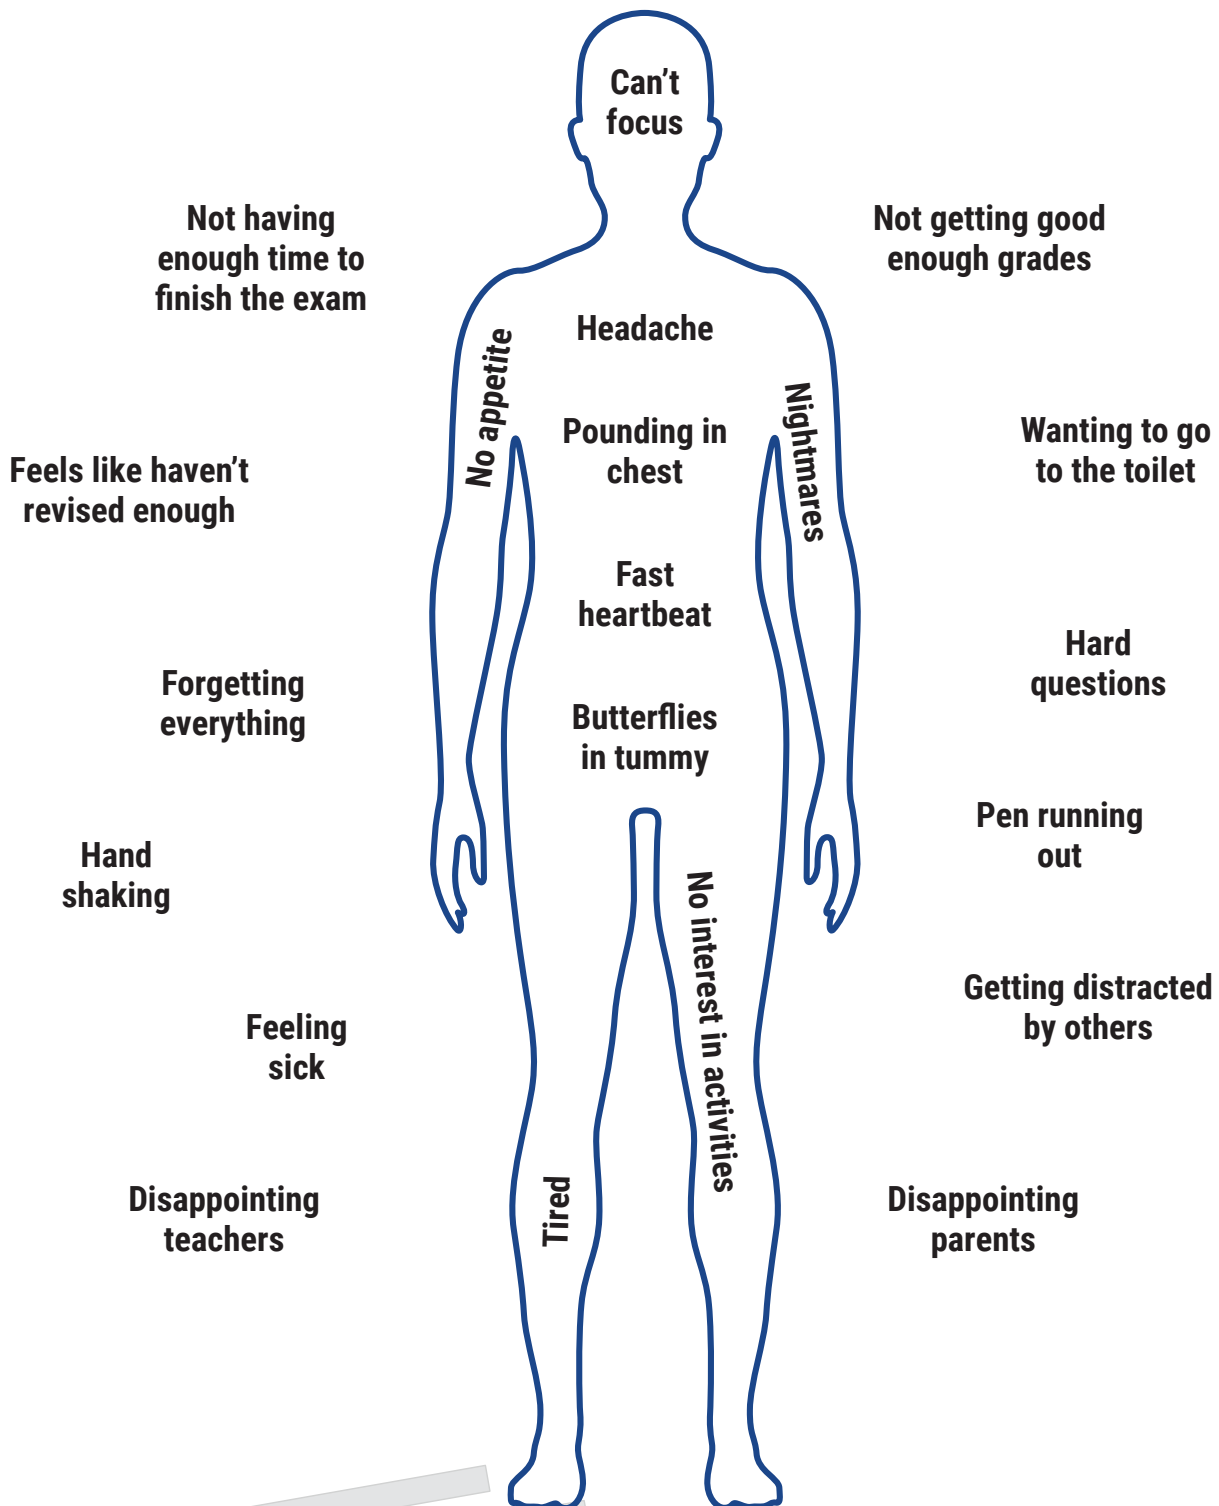 Can't
focus
Not having
enough time to
finish the exam
Not getting good
enough grades
Headache
No appetite
Pounding in
chest
Nightmares
Wanting to go
to the toilet
Feels like haven't
revised enough
Fast
heartbeat
Hard
questions
Forgetting
everything
Butterflies
in tummy
Pen running
out
Hand
shaking
No interest in activities
Getting distracted
by others
Feeling
sick
Disappointing
teachers
Tired
Disappointing
parents